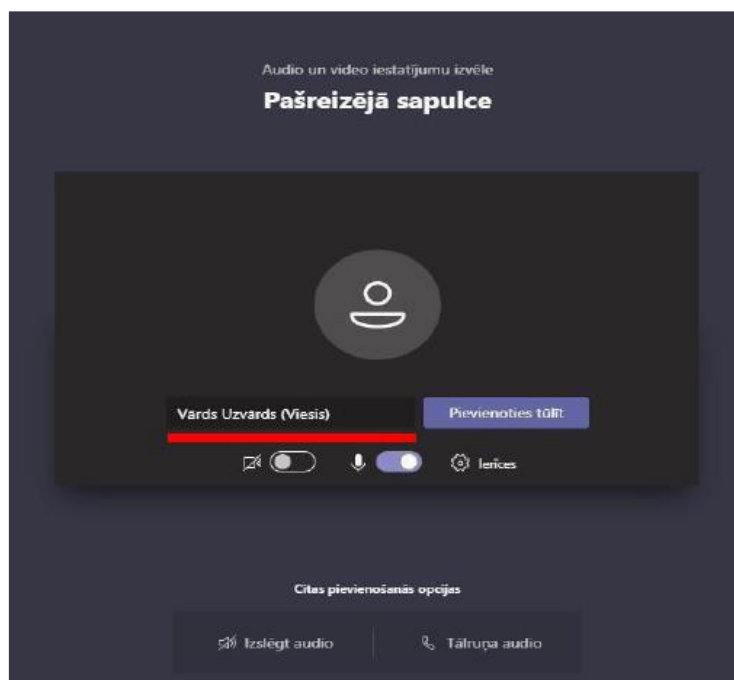 Audio un video iestatījumu izvēle
Pašreizējā sapulce
Vārds Uzvārds (Viesis)
Pievienoties tūlīt
Ierīces
Citas pievienošanās opcijas
Izslēgt audio
Tālruņa audio